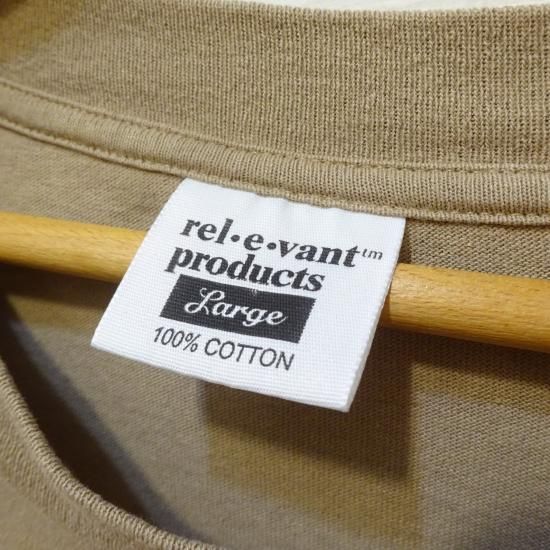 rel•e•vant™
products
Large
100% COTTON